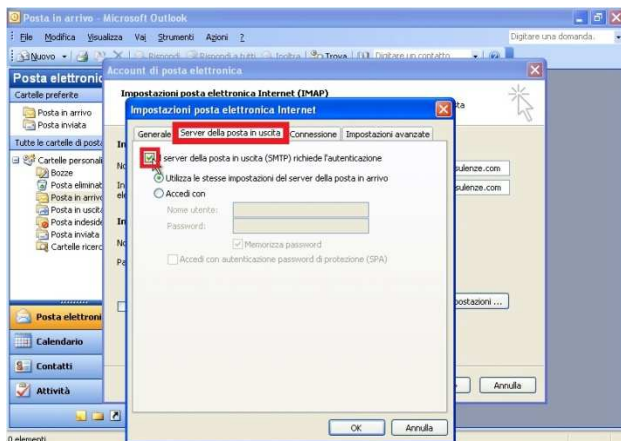 Posta in arrivo - Microsoft Outlook
File Modifica Visualizza Vai Strumenti Azioni ?
Digitare una domanda.
Nuovo Rispondi Rispondi a tutti Inoltra Trova Digitare un contatto
Posta elettronic
Account di posta elettronica
Cartelle preferite
Impostazioni posta elettronica Internet (IMAP)
Posta in arrivo
Posta inviata
Impostazioni posta elettronica Internet
ta
Generale Server della posta in uscita Connessione Impostazioni avanzate
Tutte le cartelle di posta
Cartelle personali
Il server della posta in uscita (SMTP) richiede l'autenticazione
Bozze
Utilizza le stesse impostazioni del server della posta in arrivo
sulenze.com
Posta eliminat
Accedi con
sulenze.com
Posta in arrivo
Nome utente:
Posta in uscita
Password:
Posta indeside
Memorizza password
Posta inviata
Accedi con autenticazione password di protezione (SPA)
Cartelle ricerc
postazioni ...
Posta elettroni
Calendario
Contatti
Attività
Annulla
OK Annulla
0 elementi